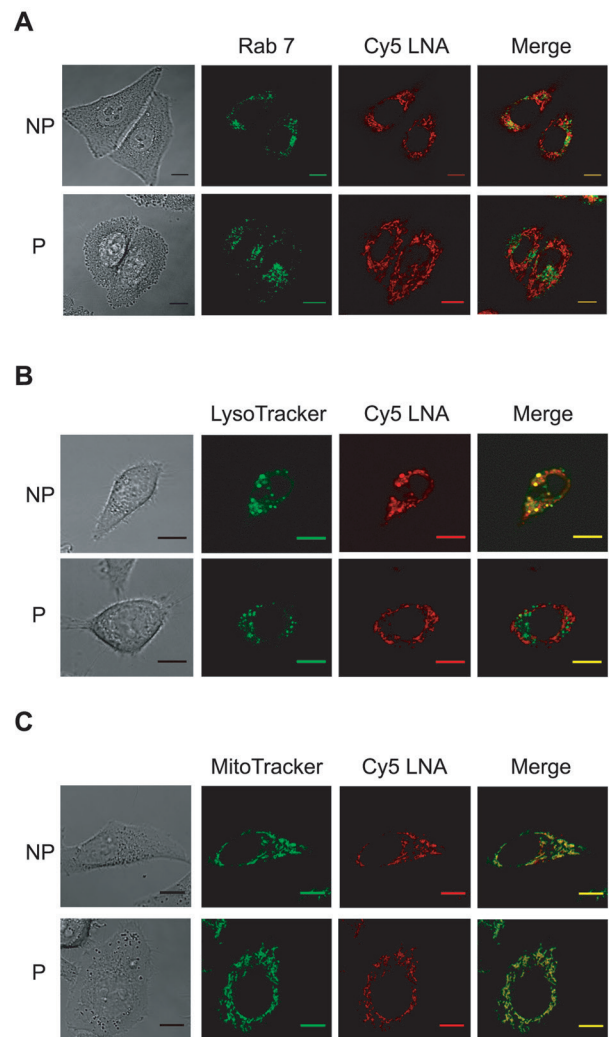 A
Rab 7 Cy5 LNA Merge
NP
P
B
LysoTracker Cy5 LNA Merge
NP
P
C
MitoTracker Cy5 LNA Merge
NP
P